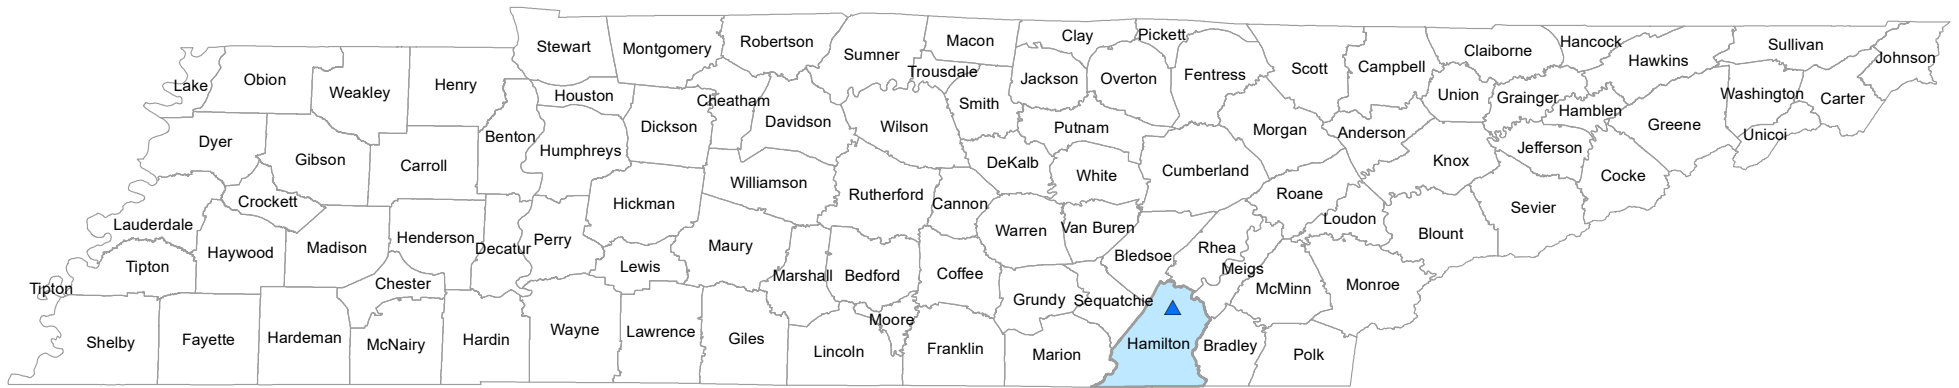 Stewart
Montgomery
Robertson
Sumner
Macon
Clay
Pickett
Claiborne
Hancock
Sullivan
Johnson
Lake
Obion
Weakley
Henry
Houston
Cheatham
Trousdale
Jackson
Overton
Fentress
Scott
Campbell
Hawkins
Union
Grainger
Hamblen
Washington
Carter
Dyer
Gibson
Carroll
Benton
Humphreys
Dickson
Davidson
Wilson
Smith
Putnam
Morgan
Anderson
Greene
Unicoi
Crockett
Hickman
Williamson
Rutherford
Cannon
DeKalb
White
Cumberland
Roane
Knox
Jefferson
Cocke
Lauderdale
Haywood
Madison
Henderson
Decatur
Perry
Lewis
Maury
Warren
Van Buren
Loudon
Blount
Sevier
Tipton
Tipton
Chester
Marshall
Bedford
Coffee
Grundy
Sequatchie
Bledsoe
Rhea
Meigs
McMinn
Monroe
Shelby
Fayette
Hardeman
McNairy
Hardin
Wayne
Lawrence
Giles
Lincoln
Moore
Franklin
Marion
Hamilton
Bradley
Polk